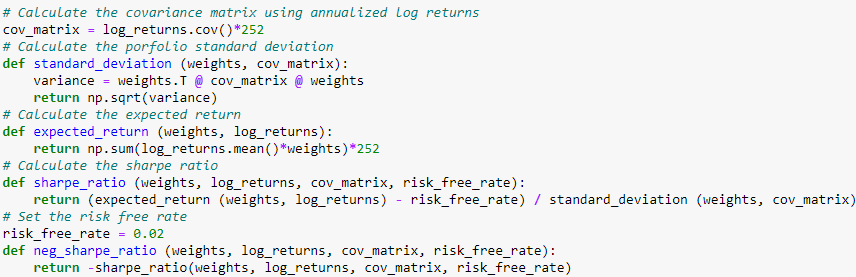 # Calculate the covariance matrix using annualized log returns
cov_matrix = log_returns.cov()*252
# Calculate the porfolio standard deviation
def standard_deviation (weights, cov_matrix):
    variance = weights.T @ cov_matrix @ weights
    return np.sqrt(variance)
# Calculate the expected return
def expected_return (weights, log_returns):
    return np.sum(log_returns.mean()*weights)*252
# Calculate the sharpe ratio
def sharpe_ratio (weights, log_returns, cov_matrix, risk_free_rate):
    return (expected_return (weights, log_returns) - risk_free_rate) / standard_deviation (weights, cov_matrix)
# Set the risk free rate
risk_free_rate = 0.02
def neg_sharpe_ratio (weights, log_returns, cov_matrix, risk_free_rate):
    return -sharpe_ratio(weights, log_returns, cov_matrix, risk_free_rate)